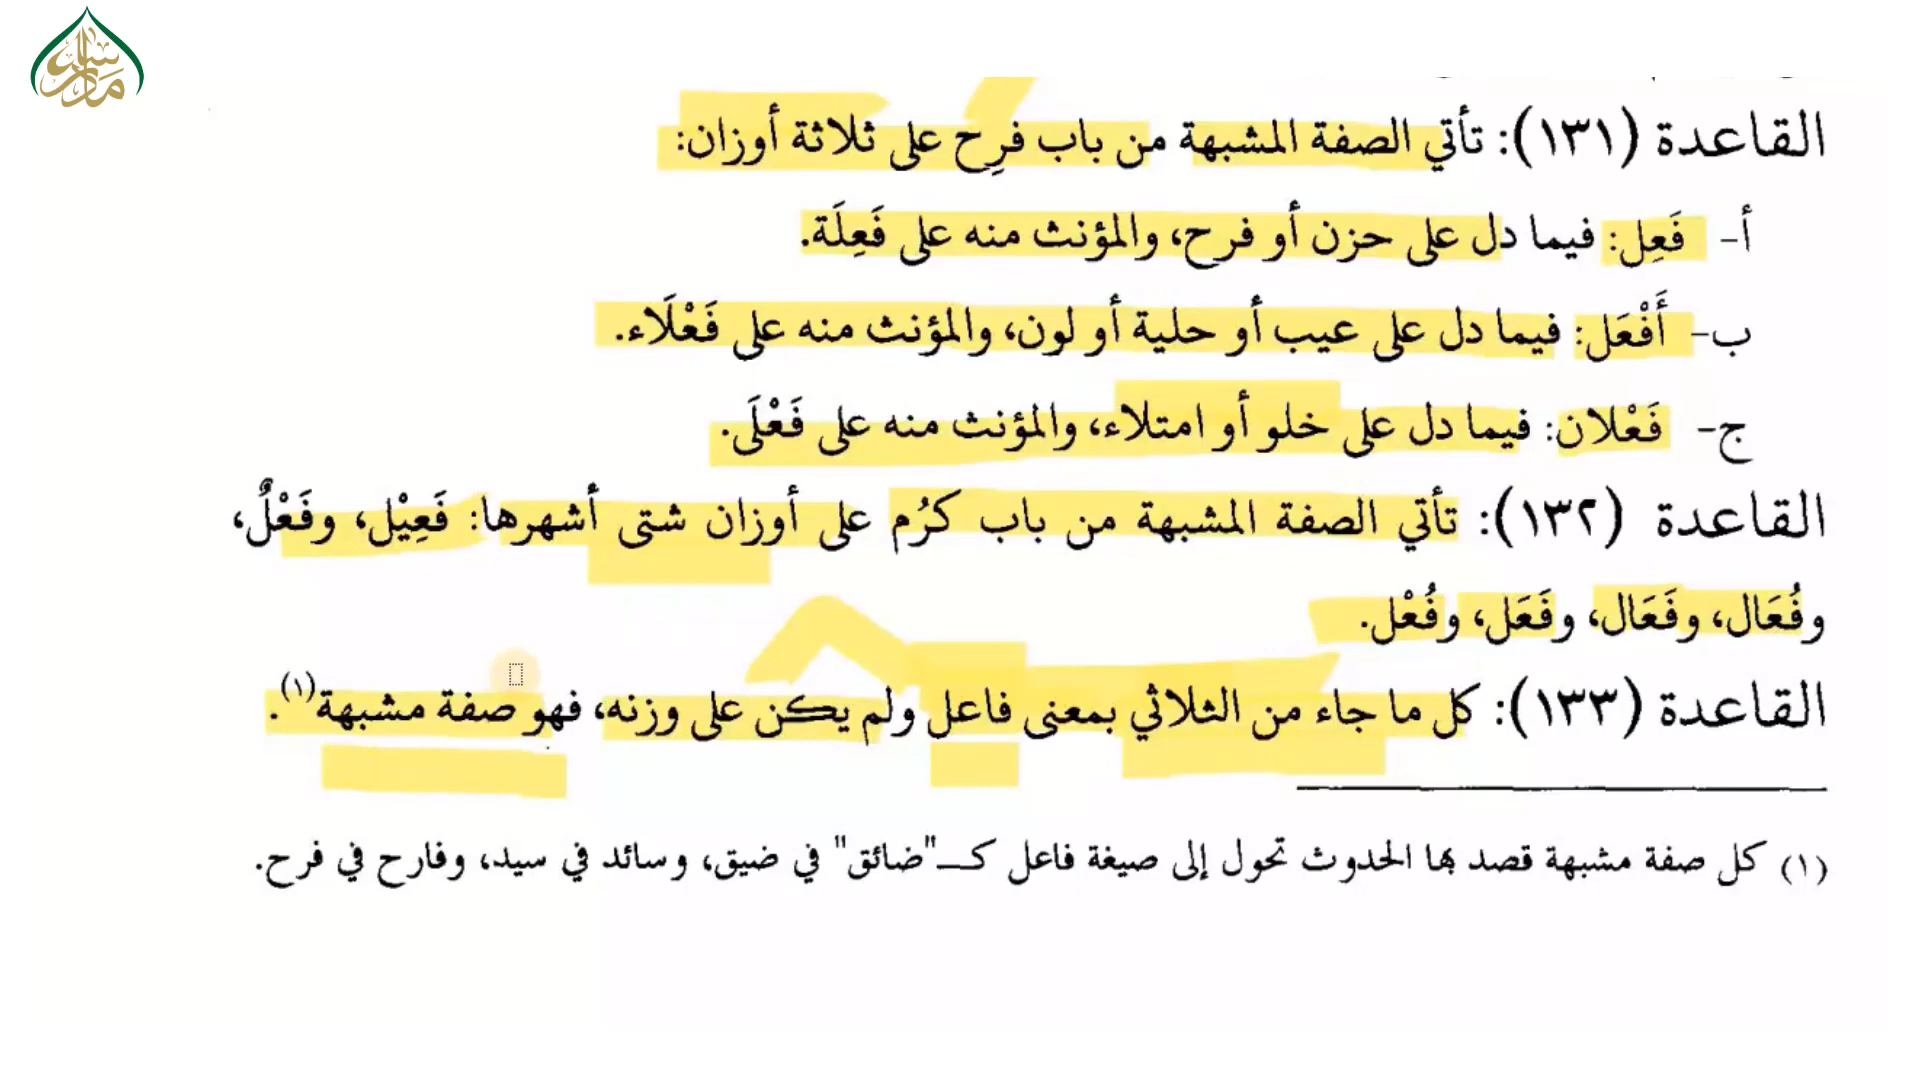 مدارسة
القاعدة (١٣١): تأتي الصفة المشبهة من باب فرِح على ثلاثة أوزان:
أ- فَعِل: فيما دل على حزن أو فرح، والمؤنث منه على فَعِلَة.
ب- أَفْعَل: فيما دل على عيب أو حلية أو لون، والمؤنث منه على فَعْلَاء.
ج- فَعْلان: فيما دل على خلو أو امتلاء، والمؤنث منه على فَعْلَى.
القاعدة (١٣٢): تأتي الصفة المشبهة من باب كرُم على أوزان شتى أشهرها: فَعِيْل، وفَعْلٌ،
وفُعَال، وفَعَال، وفَعَل، وفُعْل.
القاعدة (١٣٣): كل ما جاء من الثلاثي بمعنى فاعل ولم يكن على وزنه، فهو صفة مشبهة(١).
(١) كل صفة مشبهة قصد بها الحدوث تحول إلى صيغة فاعل كـ"ضائق" في ضيق، وسائد في سيد، وفارح في فرح.